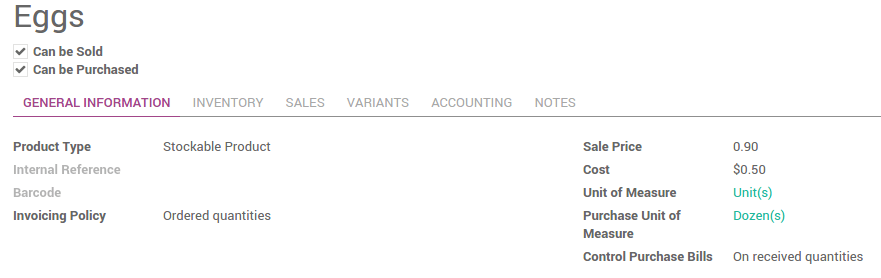 Eggs
Can be Sold
Can be Purchased
GENERAL INFORMATION INVENTORY SALES VARIANTS ACCOUNTING NOTES
Product Type Stockable Product Sale Price 0.90
Internal Reference Cost $0.50
Barcode Unit of Measure Unit(s)
Invoicing Policy Ordered quantities Purchase Unit of Dozen(s)
Measure
Control Purchase Bills On received quantities